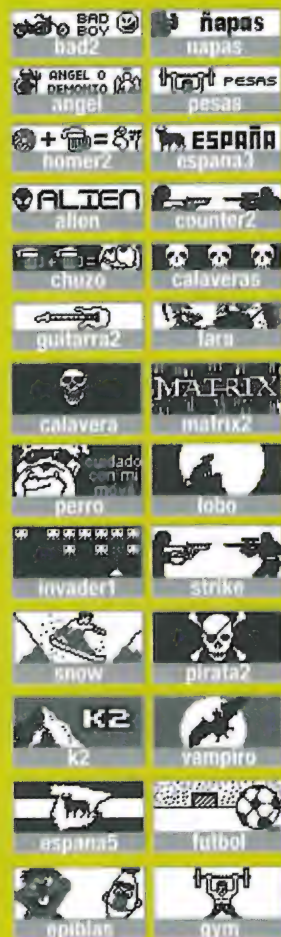 BAD BOY
bad2
ñapas
napas
ANGEL O DEMONIO
angel
PESAS
pesas
+ =
homer2
ESPAÑA
espana3
ALIEN
alien
counter2
+ =
chuzo
calaveras
guitarra2
lara
calavera
MATRIX
matrix2
cuidado
con mi
móvil
perro
lobo
invader1
strike
snow
pirata2
K2
k2
vampiro
espana5
futbol
epiblas
gym